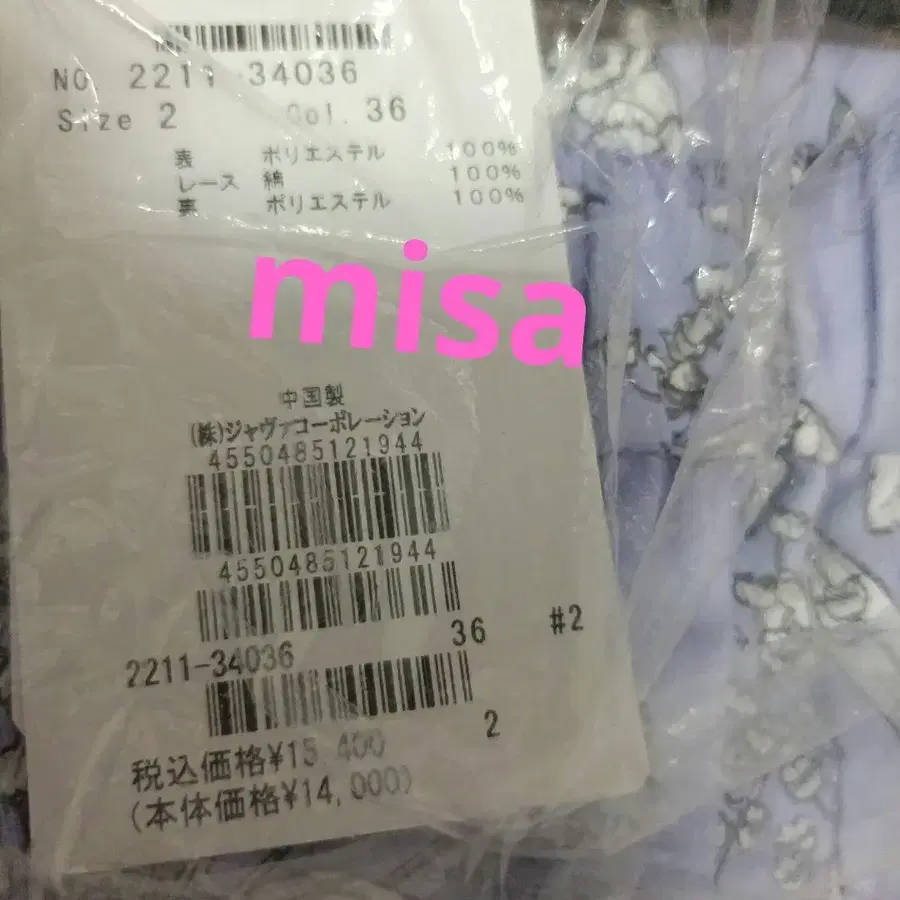 NO 2211-34036
Size 2 Col. 36
表 ポリエステル 100%
レース 綿 100%
裏 ポリエステル 100%
misa
中国製
(株)ジャヴァコーポレーション
4550485121944
4550485121944
2211-34036 36 #2
2
税込価格¥15,400
(本体価格¥14,000)